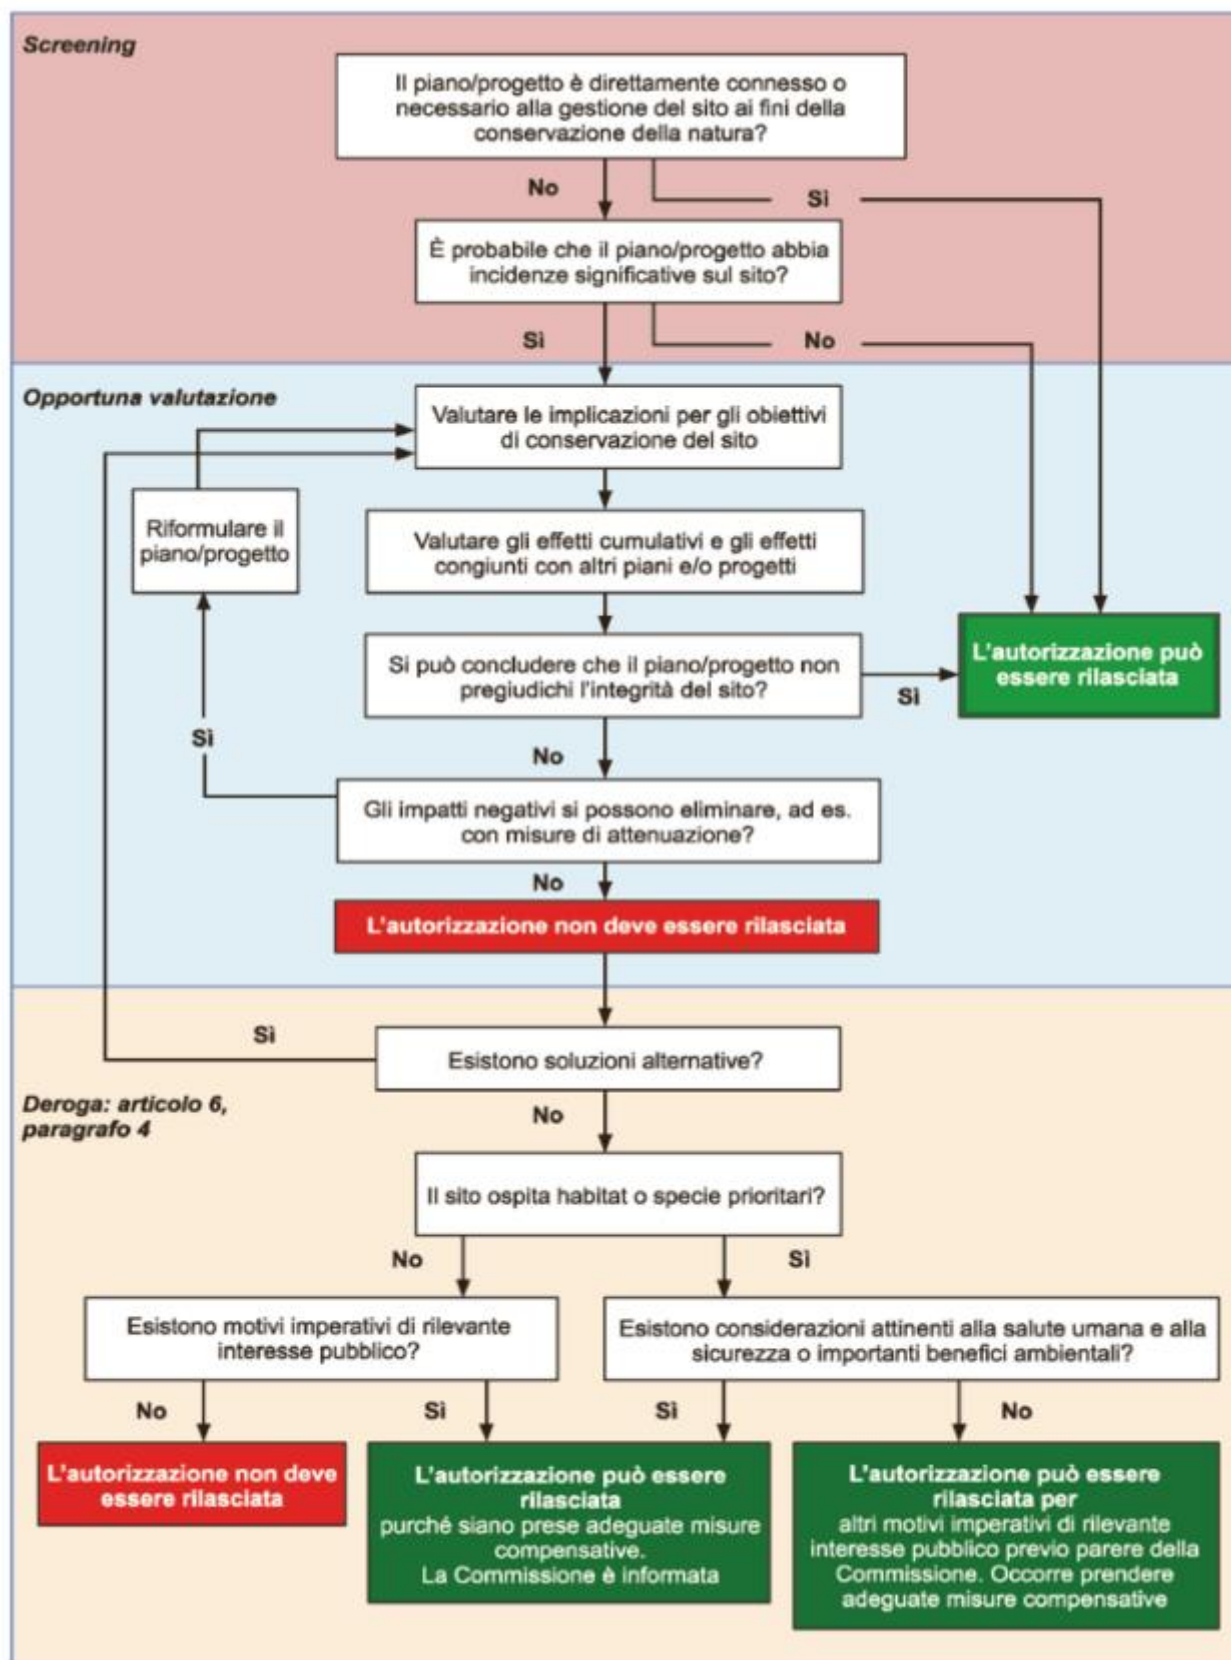 Screening
Il piano/progetto è direttamente connesso o
necessario alla gestione del sito ai fini della
conservazione della natura?
No
Sì
È probabile che il piano/progetto abbia
incidenze significative sul sito?
Sì
No
Opportuna valutazione
Valutare le implicazioni per gli obiettivi
di conservazione del sito
Riformulare il
piano/progetto
Valutare gli effetti cumulativi e gli effetti
congiunti con altri piani e/o progetti
Si può concludere che il piano/progetto non
pregiudichi l'integrità del sito?
Sì
L'autorizzazione può
essere rilasciata
Sì
No
Gli impatti negativi si possono eliminare, ad es.
con misure di attenuazione?
No
L'autorizzazione non deve essere rilasciata
Sì
Esistono soluzioni alternative?
Deroga: articolo 6,
paragrafo 4
No
Il sito ospita habitat o specie prioritari?
No
Sì
Esistono motivi imperativi di rilevante
interesse pubblico?
Esistono considerazioni attinenti alla salute umana e alla
sicurezza o importanti benefici ambientali?
No
Sì
Sì
No
L'autorizzazione non deve
essere rilasciata
L'autorizzazione può essere
rilasciata
purché siano prese adeguate misure
compensative.
La Commissione è informata
L'autorizzazione può essere
rilasciata per
altri motivi imperativi di rilevante
interesse pubblico previo parere della
Commissione. Occorre prendere
adeguate misure compensative